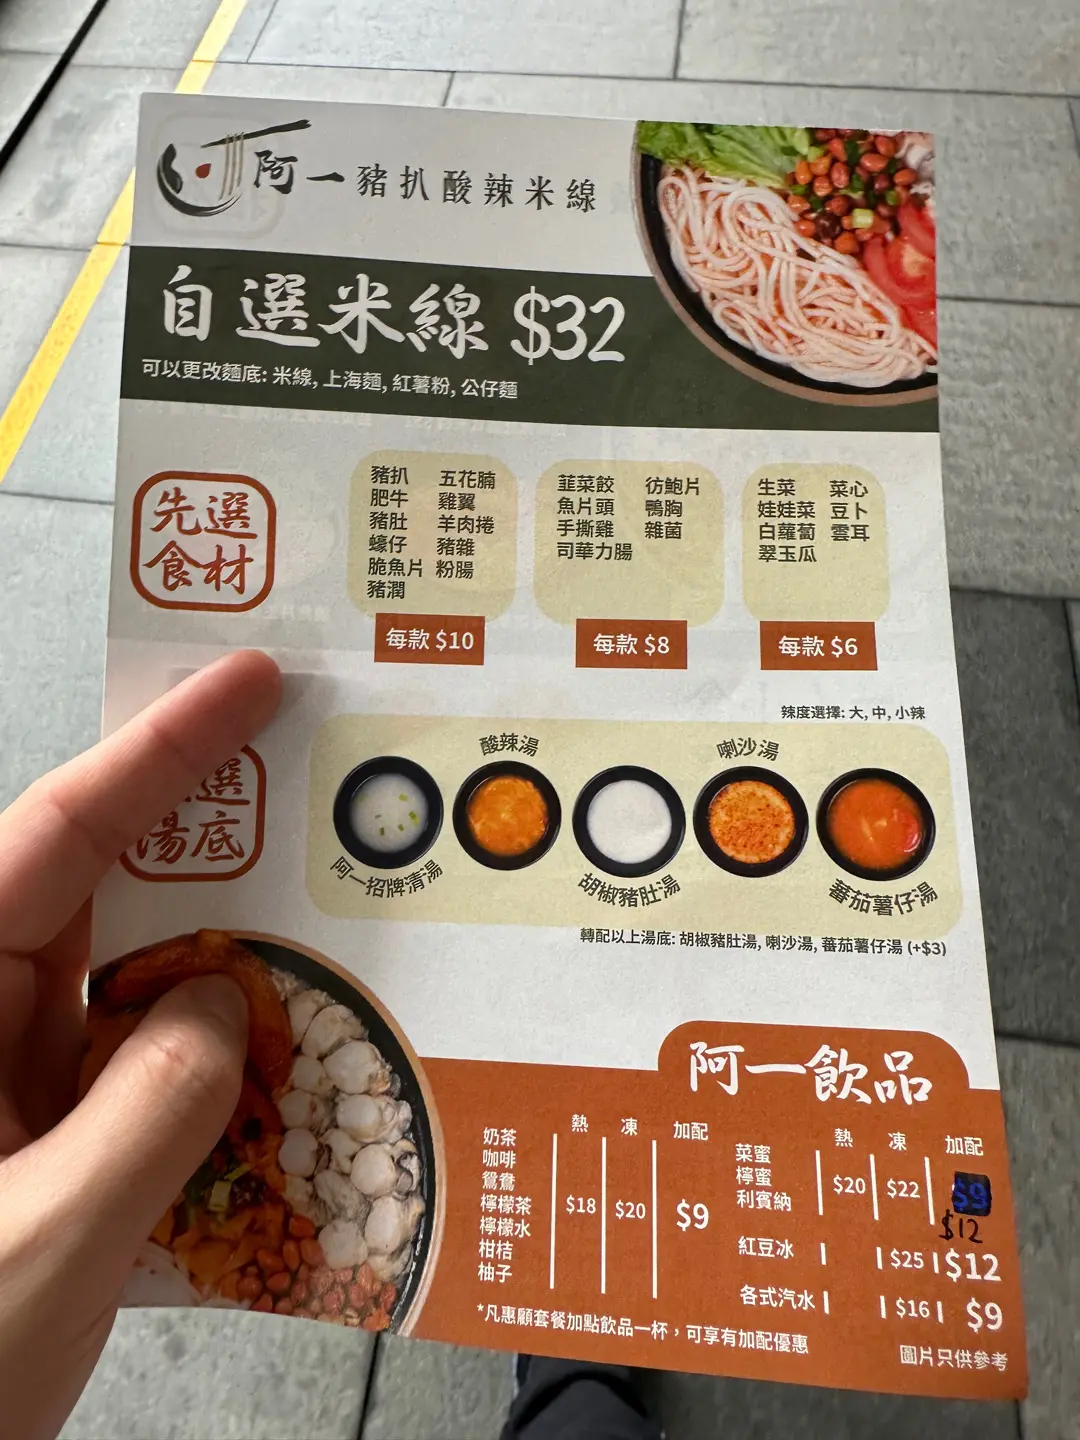 阿一豬扒酸辣米線
自選米線 $32
可以更改麵底: 米線, 上海麵, 紅薯粉, 公仔麵
先選
食材
豬扒 五花腩
肥牛 雞翼
豬肚 羊肉捲
蠔仔 豬雜
脆魚片 粉腸
豬潤
每款 $10
韮菜餃 彷鮑片
魚片頭 鴨胸
手撕雞 雜菌
司華力腸
每款 $8
生菜 菜心
娃娃菜 豆卜
白蘿蔔 雲耳
翠玉瓜
每款 $6
辣度選擇: 大, 中, 小辣
選
湯底
阿一招牌清湯
酸辣湯
胡椒豬肚湯
喇沙湯
蕃茄薯仔湯
轉配以上湯底: 胡椒豬肚湯, 喇沙湯, 蕃茄薯仔湯 (+$3)
阿一飲品
熱 凍 加配
奶茶
咖啡
鴛鴦
檸檬茶
檸檬水
柑桔
柚子
$18 $20 $9
熱 凍 加配
菜蜜
檸蜜
利賓納
$20 $22 $9
$12
紅豆冰 $25 $12
各式汽水 $16 $9
*凡惠顧套餐加點飲品一杯，可享有加配優惠
圖片只供參考